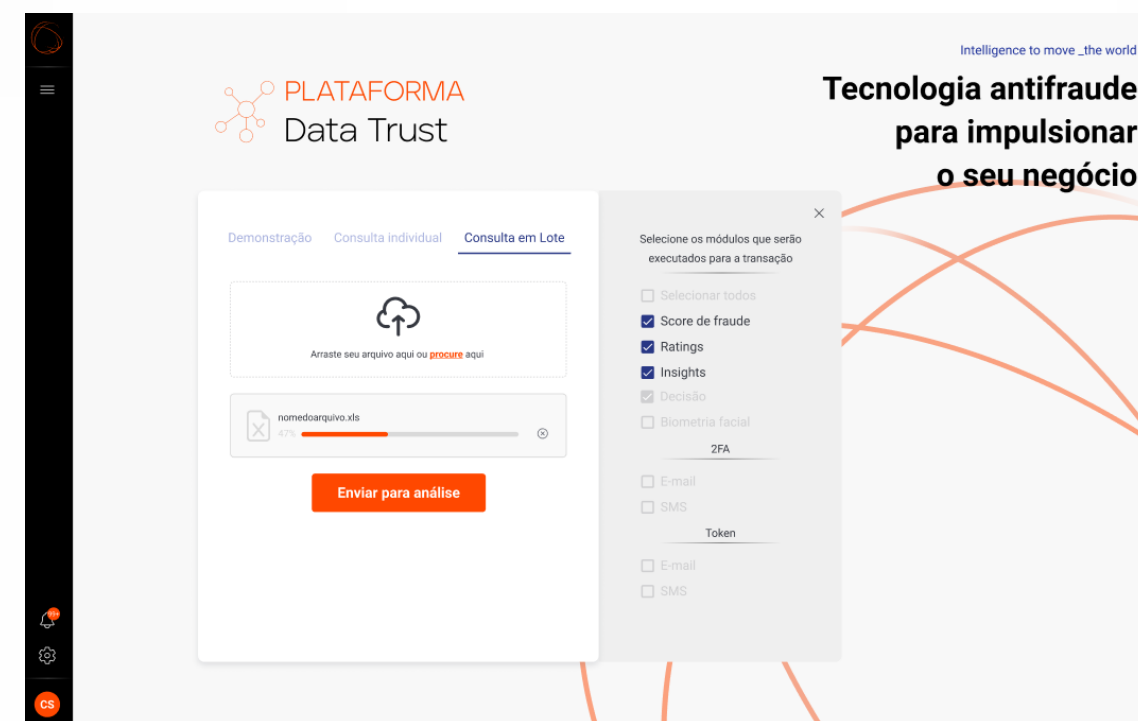 Intelligence to move _the world
Tecnologia antifraude
para impulsionar
o seu negócio
PLATAFORMA
Data Trust
Demonstração Consulta individual Consulta em Lote
Arraste seu arquivo aqui ou procure aqui
nomedoarquivo.xls
47%
Enviar para análise
Selecione os módulos que serão
executados para a transação
Selecionar todos
Score de fraude
Ratings
Insights
Decisão
Biometria facial
2FA
E-mail
SMS
Token
E-mail
SMS
99+
CS